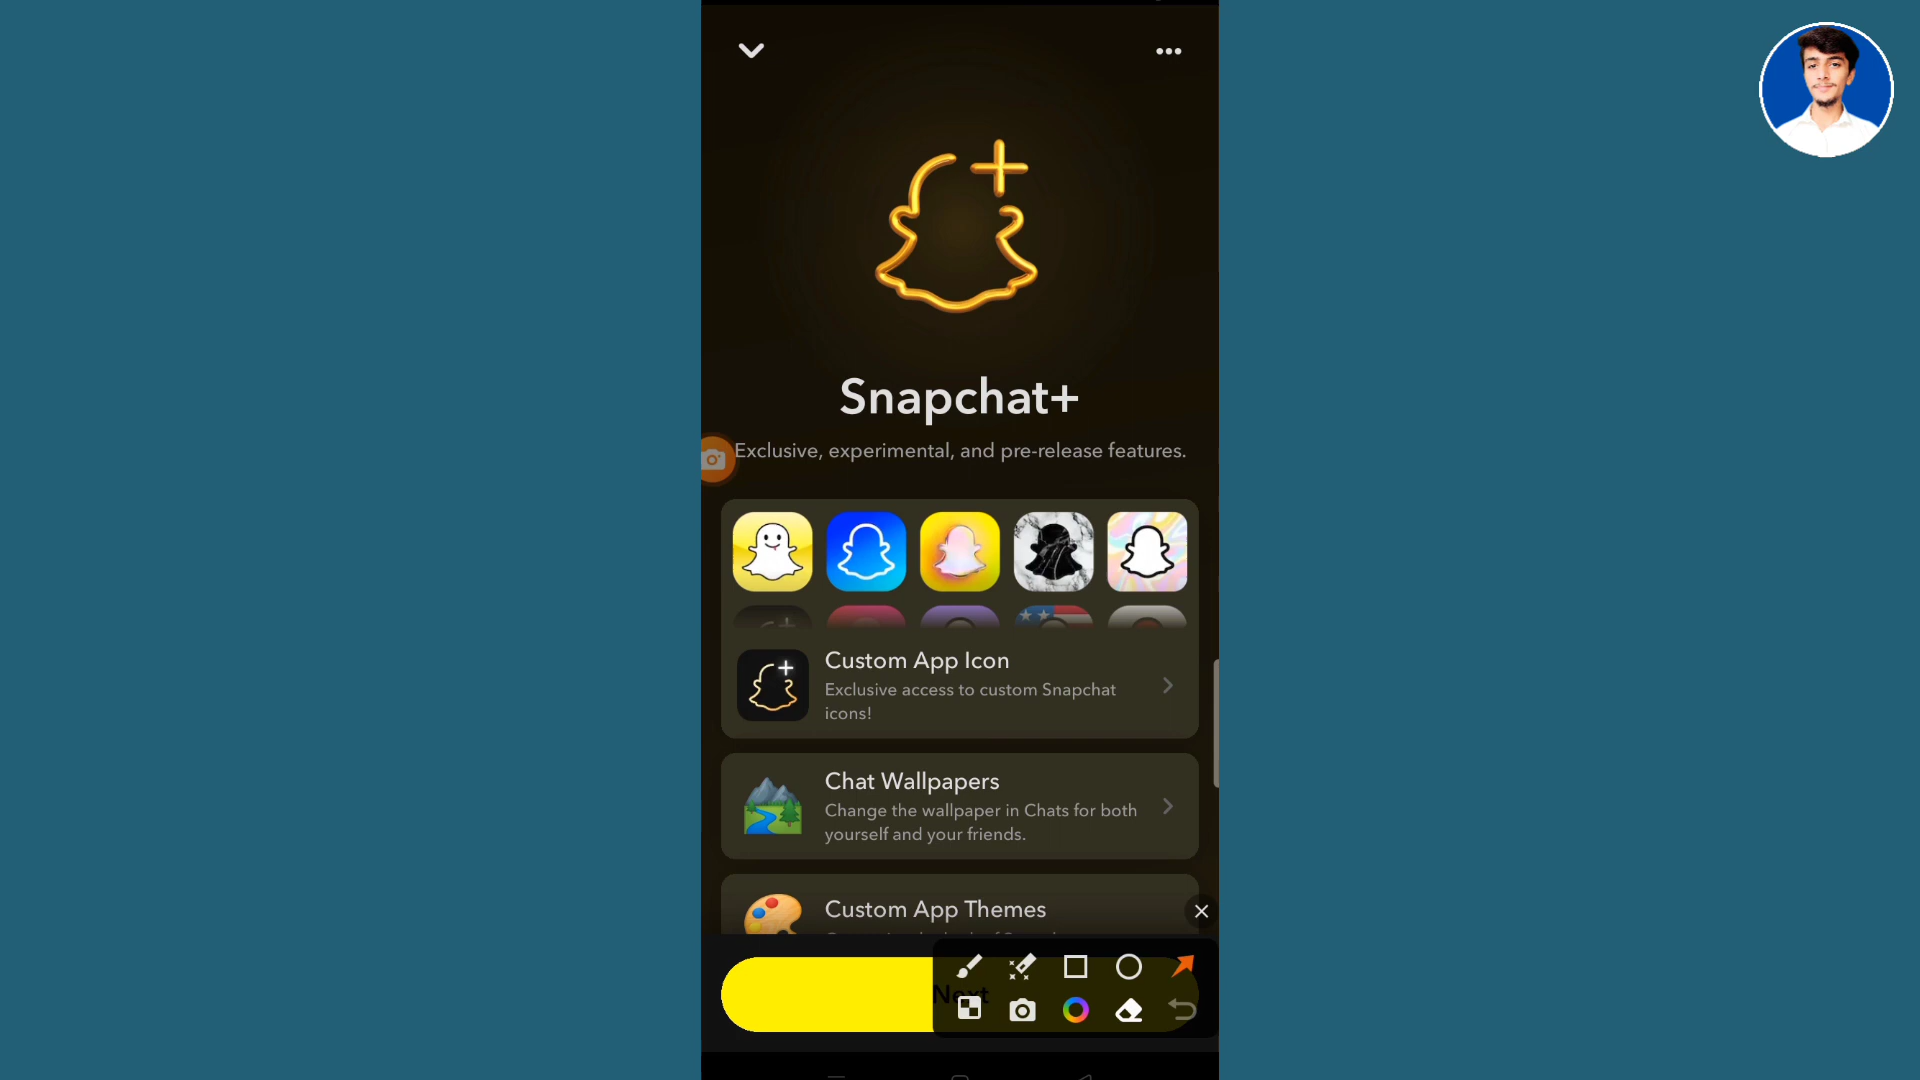 Snapchat+
Exclusive, experimental, and pre-release features.
Custom App Icon
Exclusive access to custom Snapchat
icons!
Chat Wallpapers
Change the wallpaper in Chats for both
yourself and your friends.
Custom App Themes
Next